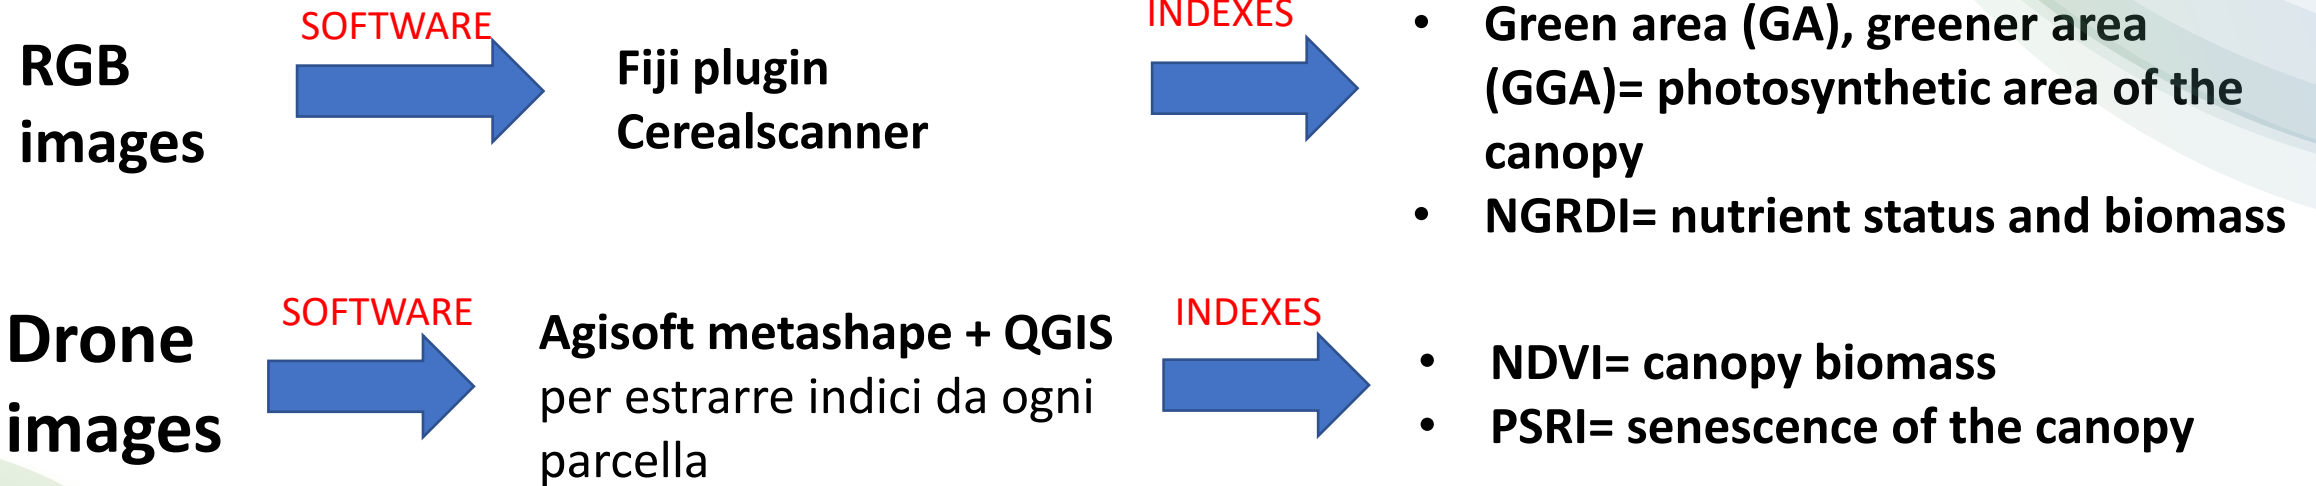 RGB
images
SOFTWARE
Fiji plugin
Cerealscanner
INDEXES
• Green area (GA), greener area
(GGA)= photosynthetic area of the
canopy
• NGRDI= nutrient status and biomass
Drone
images
SOFTWARE
Agisoft metashape + QGIS
per estrarre indici da ogni
parcella
INDEXES
• NDVI= canopy biomass
• PSRI= senescence of the canopy